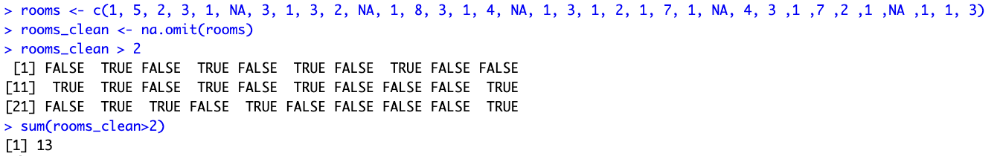 > rooms <- c(1, 5, 2, 3, 1, NA, 3, 1, 3, 2, NA, 1, 8, 3, 1, 4, NA, 1, 3, 1, 2, 1, 7, 1, NA, 4, 3 ,1 ,7 ,2 ,1 ,NA ,1, 1, 3)
> rooms_clean <- na.omit(rooms)
> rooms_clean > 2
 [1] FALSE  TRUE FALSE  TRUE FALSE  TRUE FALSE  TRUE FALSE FALSE
[11]  TRUE  TRUE FALSE  TRUE FALSE  TRUE FALSE FALSE FALSE  TRUE
[21] FALSE  TRUE  TRUE FALSE  TRUE FALSE FALSE FALSE FALSE  TRUE
> sum(rooms_clean>2)
[1] 13